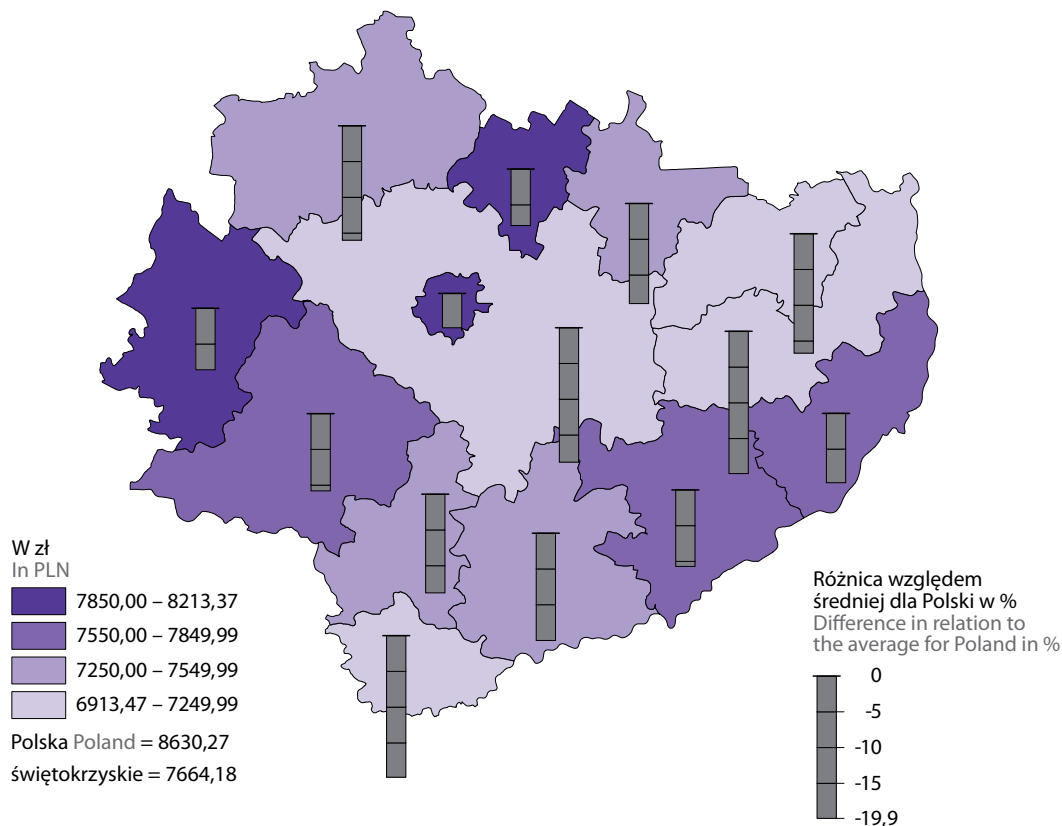 W zł
In PLN
7850,00 – 8213,37
7550,00 – 7849,99
7250,00 – 7549,99
6913,47 – 7249,99
Polska Poland = 8630,27
świętokrzyskie = 7664,18
Różnica względem
średniej dla Polski w %
Difference in relation to
the average for Poland in %
0
-5
-10
-15
-19,9